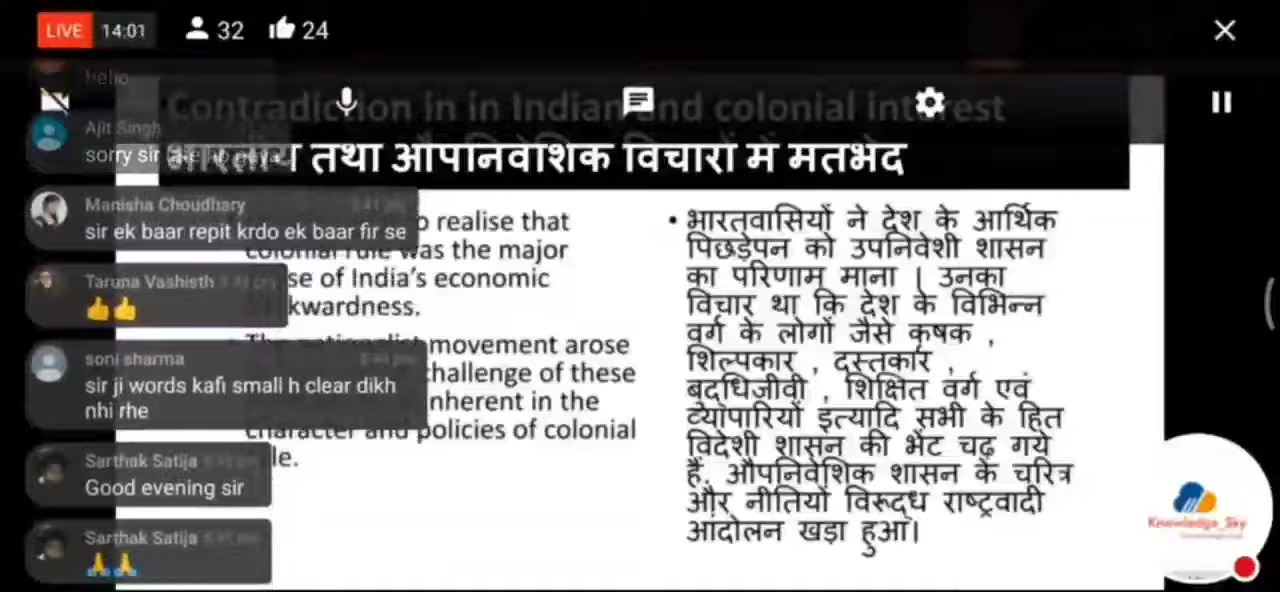 LIVE 14:01 32 24
hello
Contradiction in in Indian and colonial interest
Ajit Singh
sorry sir
तथा औपनिवेशिक विचारों में मतभेद
Manisha Choudhary
sir ek baar repit krdo ek baar fir se
Taruna Vashisth
👍👍
soni sharma
sir ji words kafi small h clear dikh
nhi rhe
Sarthak Satija
Good evening sir
Sarthak Satija
🙏🙏
realise that
colonial rule was the major
se of India's economic
kwardness.
The nationalist movement arose
challenge of these
nherent in the
character and policies of colonial
le.
• भारतवासियों ने देश के आर्थिक
पिछड़ेपन को उपनिवेशी शासन
का परिणाम माना । उनका
विचार था कि देश के विभिन्न
वर्ग के लोगों जैसे कृषक ,
शिल्पकार , दस्तकार ,
बुद्धिजीवी , शिक्षित वर्ग एवं
व्यापारियों इत्यादि सभी के हित
विदेशी शासन की भेंट चढ़ गये
हैं. औपनिवेशिक शासन के चरित्र
और नीतियों विरूद्ध राष्ट्रवादी
आंदोलन खड़ा हुआ।
Knowledge_Sky